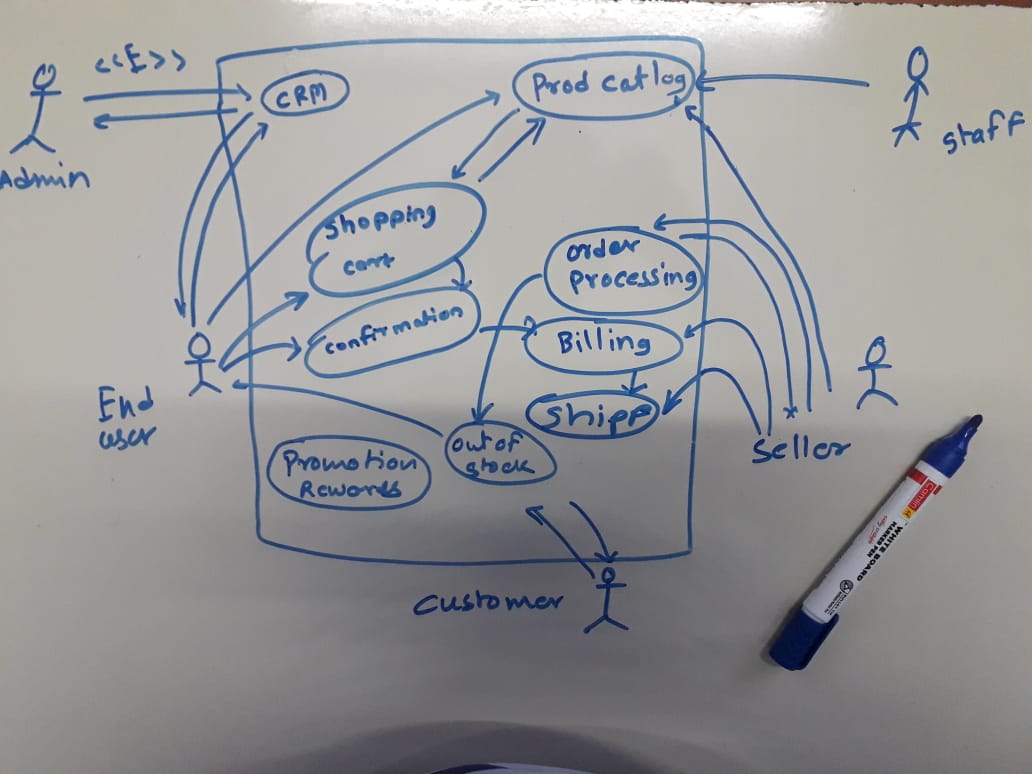 <<E>>
CRM
Prod catlog
Admin
staff
shopping
cart
order
processing
confirmation
Billing
shipp
End
user
out of
stock
Promotion
Rewards
*
seller
customer
Camlin
WHITE BOARD
MARKER PEN